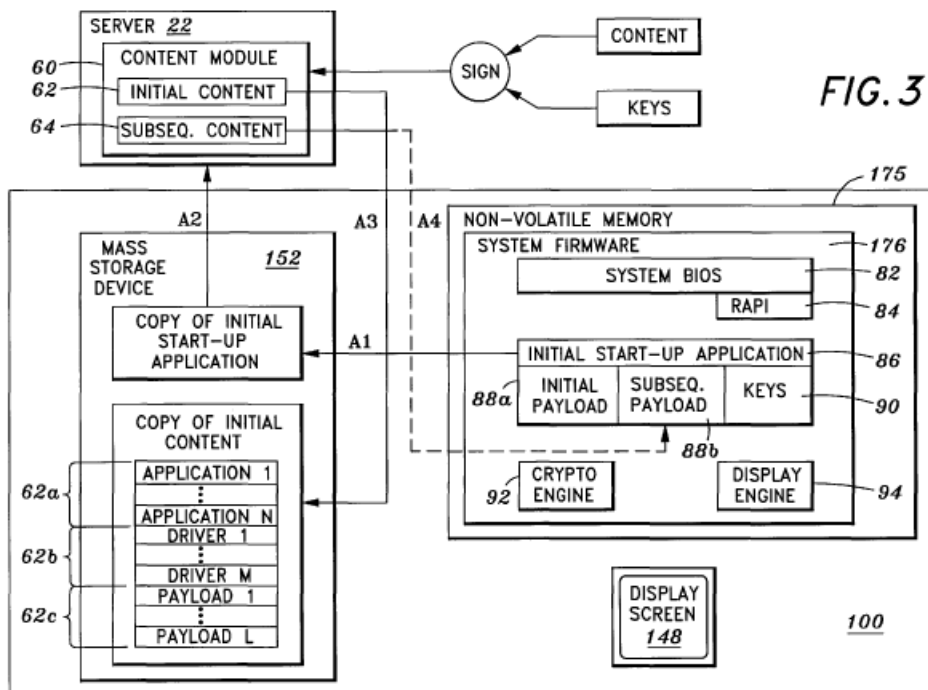 SERVER 22
CONTENT MODULE
60
62
INITIAL CONTENT
64
SUBSEQ. CONTENT
SIGN
CONTENT
KEYS
FIG. 3
A2
A3
A4
175
MASS
STORAGE
DEVICE
152
COPY OF INITIAL
START-UP
APPLICATION
A1
COPY OF INITIAL
CONTENT
62a
APPLICATION 1
APPLICATION N
62b
DRIVER 1
DRIVER M
62c
PAYLOAD 1
PAYLOAD L
NON-VOLATILE MEMORY
SYSTEM FIRMWARE
176
SYSTEM BIOS
82
RAPI
84
INITIAL START-UP APPLICATION
86
88a
INITIAL
PAYLOAD
SUBSEQ.
PAYLOAD
KEYS
90
88b
92
CRYPTO
ENGINE
DISPLAY
ENGINE
94
DISPLAY
SCREEN
148
100